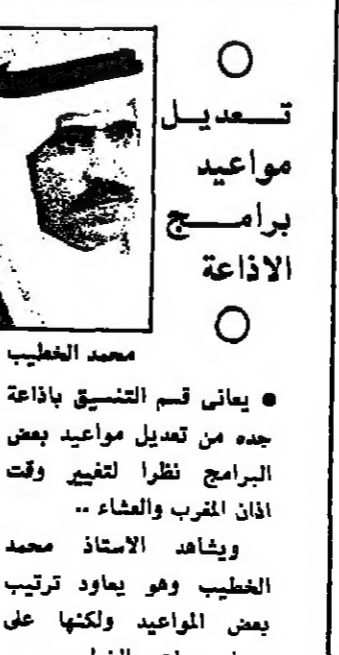 تعديل
مواعيد
برامج
الاذاعة
محمد الخطيب
● يعانى قسم التنسيق باذاعة
جده من تعديل مواعيد بعض
البرامج نظرا لتغيير وقت
اذان المغرب والعشاء ..
ويشاهد الاستاذ محمد
الخطيب وهو يعاود ترتيب
بعض المواعيد ولكنها على